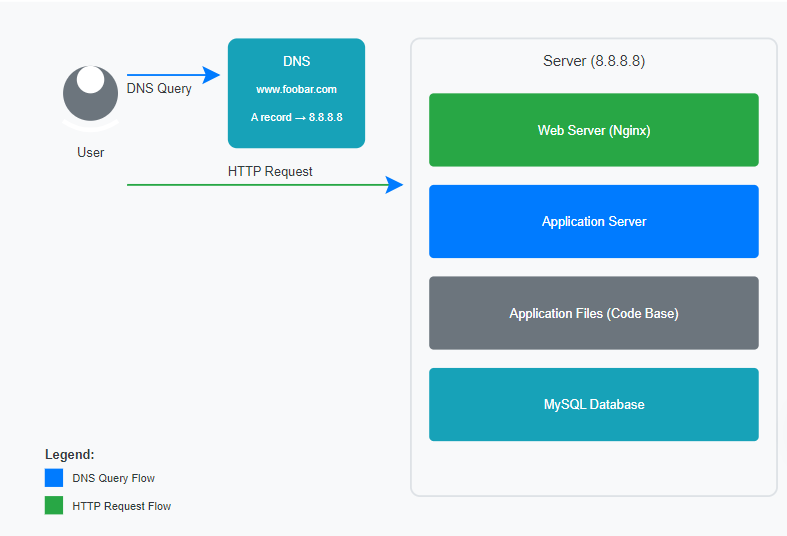 DNS
www.foobar.com
A record → 8.8.8.8
DNS Query
User
HTTP Request
Server (8.8.8.8)
Web Server (Nginx)
Application Server
Application Files (Code Base)
MySQL Database
Legend:
DNS Query Flow
HTTP Request Flow